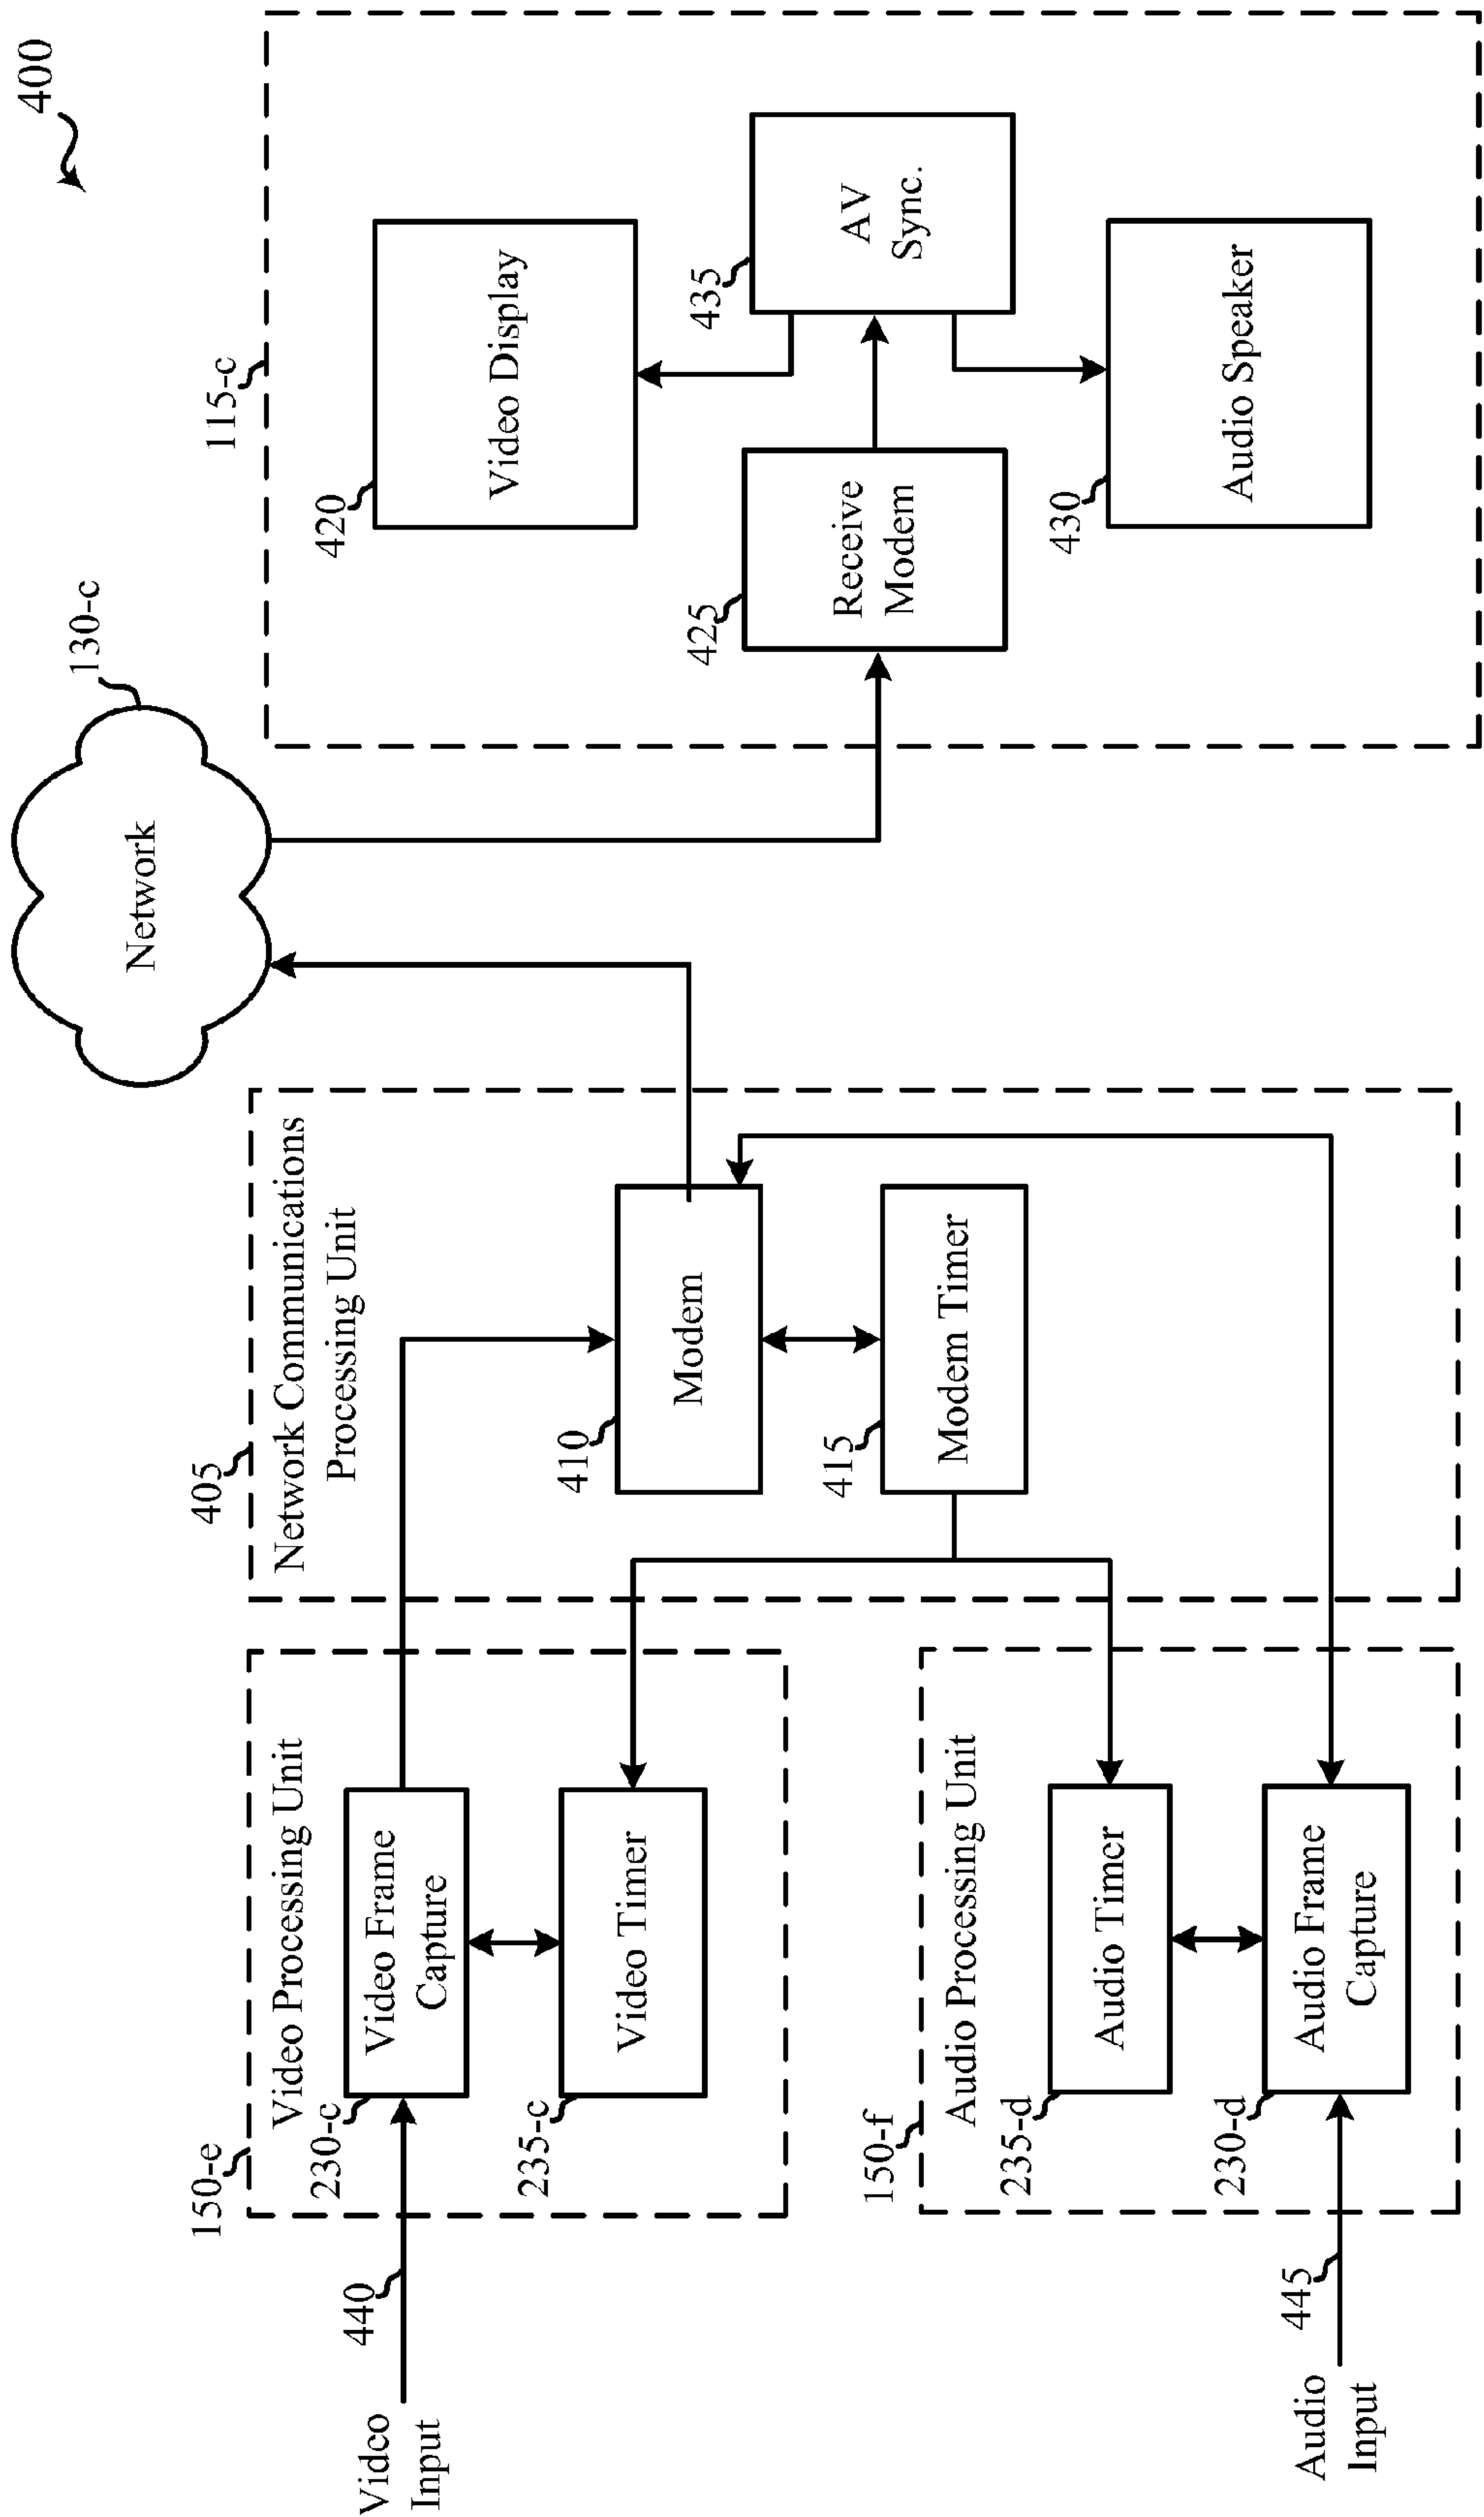 400
Network
130-c
150-e
405
115-c
Video Processing Unit
Network Communications
Processing Unit
440
230-c
420
Video
Input
Video Frame
Capture
Video Display
235-c
410
Video Timer
Modem
425
435
Receive
Modem
AV
Sync.
150-f
415
Audio Processing Unit
Modem Timer
235-d
430
Audio Timer
230-d
Audio Speaker
445
Audio
Input
Audio Frame
Capture